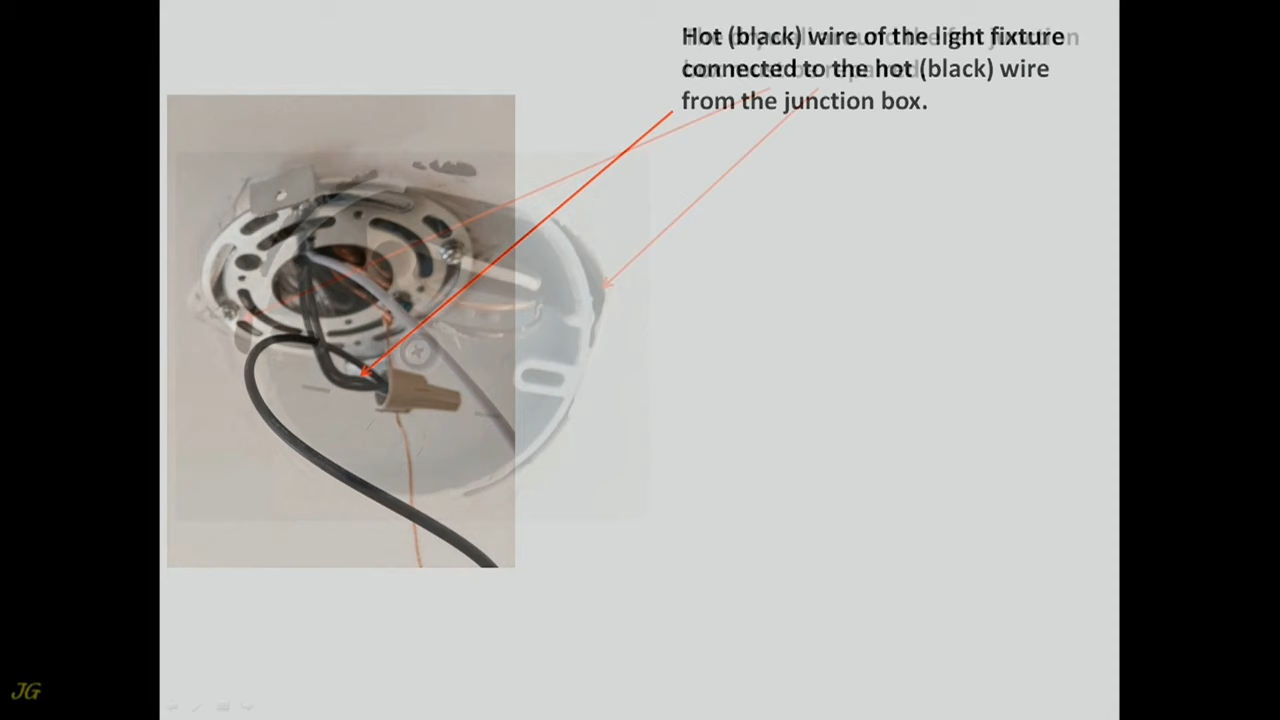 Hot (black) wire of the light fixture
connected to the hot (black) wire
from the junction box.
JG